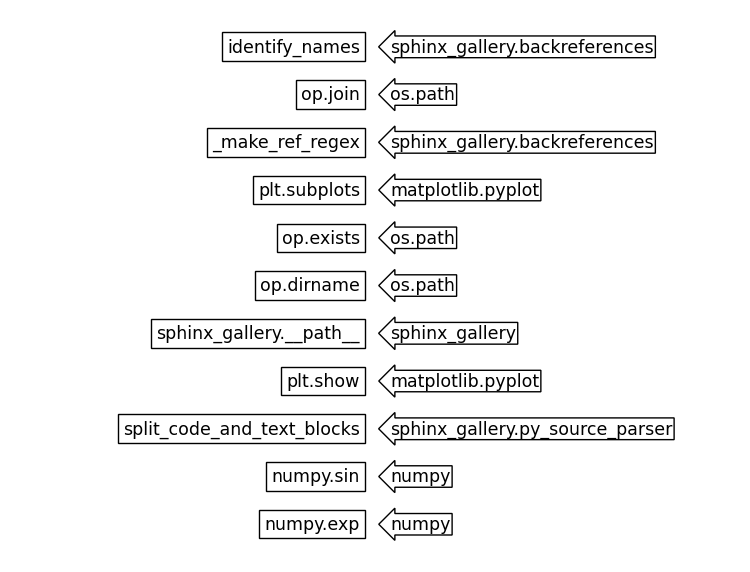 identify_names sphinx_gallery.backreferences
op.join os.path
_make_ref_regex sphinx_gallery.backreferences
plt.subplots matplotlib.pyplot
op.exists os.path
op.dirname os.path
sphinx_gallery.__path__ sphinx_gallery
plt.show matplotlib.pyplot
split_code_and_text_blocks sphinx_gallery.py_source_parser
numpy.sin numpy
numpy.exp numpy